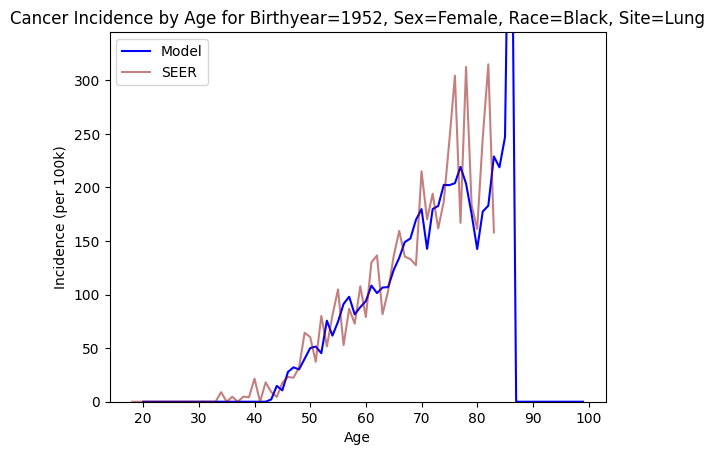 Cancer Incidence by Age for Birthyear=1952, Sex=Female, Race=Black, Site=Lung
Model
SEER
Incidence (per 100k)
300
250
200
150
100
50
0
20 30 40 50 60 70 80 90 100
Age